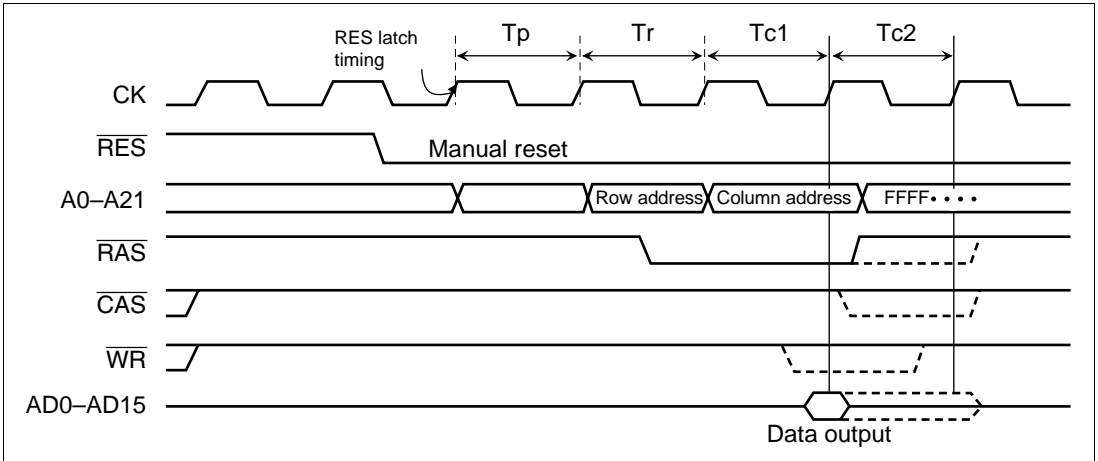 RES latch
timing
Tp
Tr
Tc1
Tc2
CK
RES
Manual reset
A0–A21
Row address
Column address
FFFF
RAS
CAS
WR
AD0–AD15
Data output